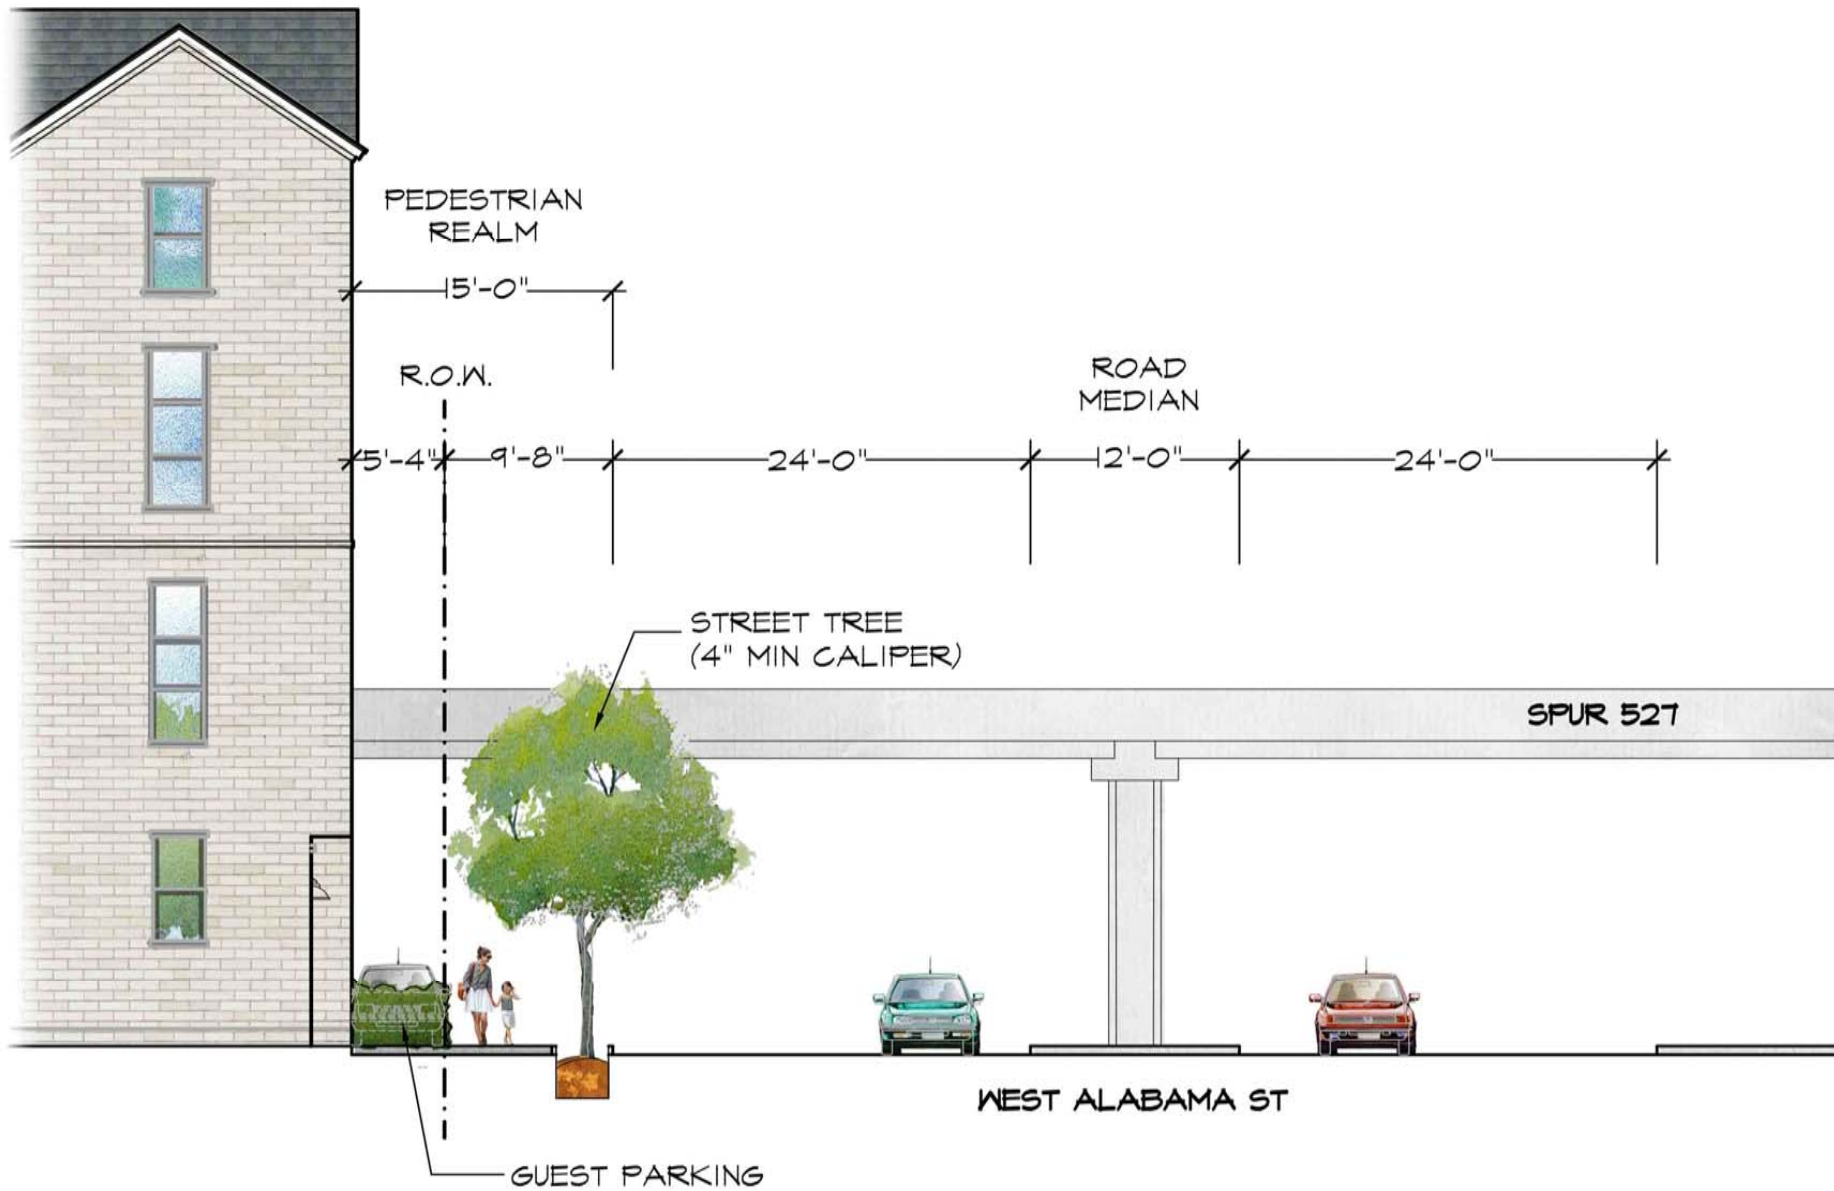 PEDESTRIAN
REALM
15'-0"
R.O.W.
ROAD
MEDIAN
5'-4"
9'-8"
24'-0"
12'-0"
24'-0"
STREET TREE
(4" MIN CALIPER)
SPUR 527
WEST ALABAMA ST
GUEST PARKING